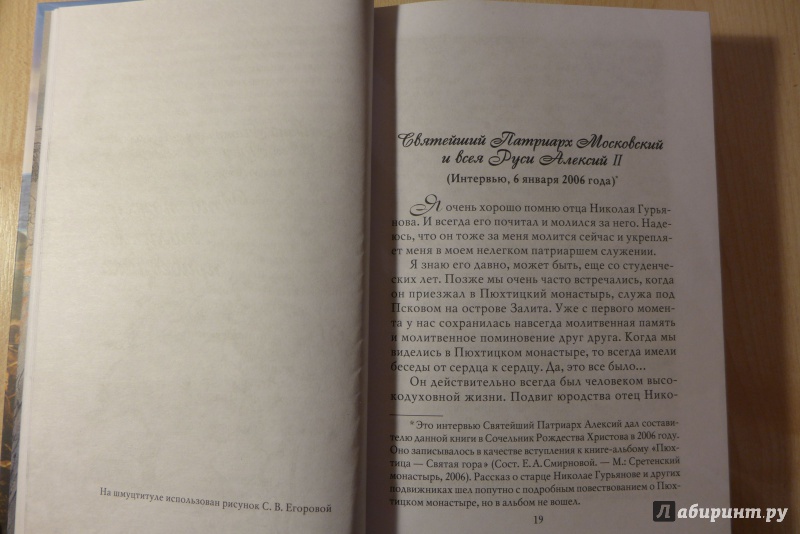 На шмуцтитуле использован рисунок С. В. Егоровой
Святейший Патриарх Московский
и всея Руси Алексий II
(Интервью, 6 января 2006 года)*
Я очень хорошо помню отца Николая Гурья-
нова. И всегда его почитал и молился за него. Наде-
юсь, что он тоже за меня молится сейчас и укрепля-
ет меня в моем нелегком патриаршем служении.
Я знаю его давно, может быть, еще со студенче-
ских лет. Позже мы очень часто встречались, когда
он приезжал в Пюхтицкий монастырь, служа под
Псковом на острове Залита. Уже с первого момен-
та у нас сохранилась навсегда молитвенная память
и молитвенное поминовение друг друга. Когда мы
виделись в Пюхтицком монастыре, то всегда имели
беседы от сердца к сердцу. Да, это все было...
Он действительно всегда был человеком высо-
кодуховной жизни. Подвиг юродства отец Нико-
* Это интервью Святейший Патриарх Алексий дал состави-
телю данной книги в Сочельник Рождества Христова в 2006 году.
Оно записывалось в качестве вступления к книге-альбому «Пюх-
тица — Святая гора» (Сост. Е. А. Смирновой. — М.: Сретенский
монастырь, 2006). Рассказ о старце Николае Гурьянове и других
подвижниках шел попутно с подробным повествованием о Пюх-
тицком монастыре, но в альбом не вошел.
19
Лабиринт.ру